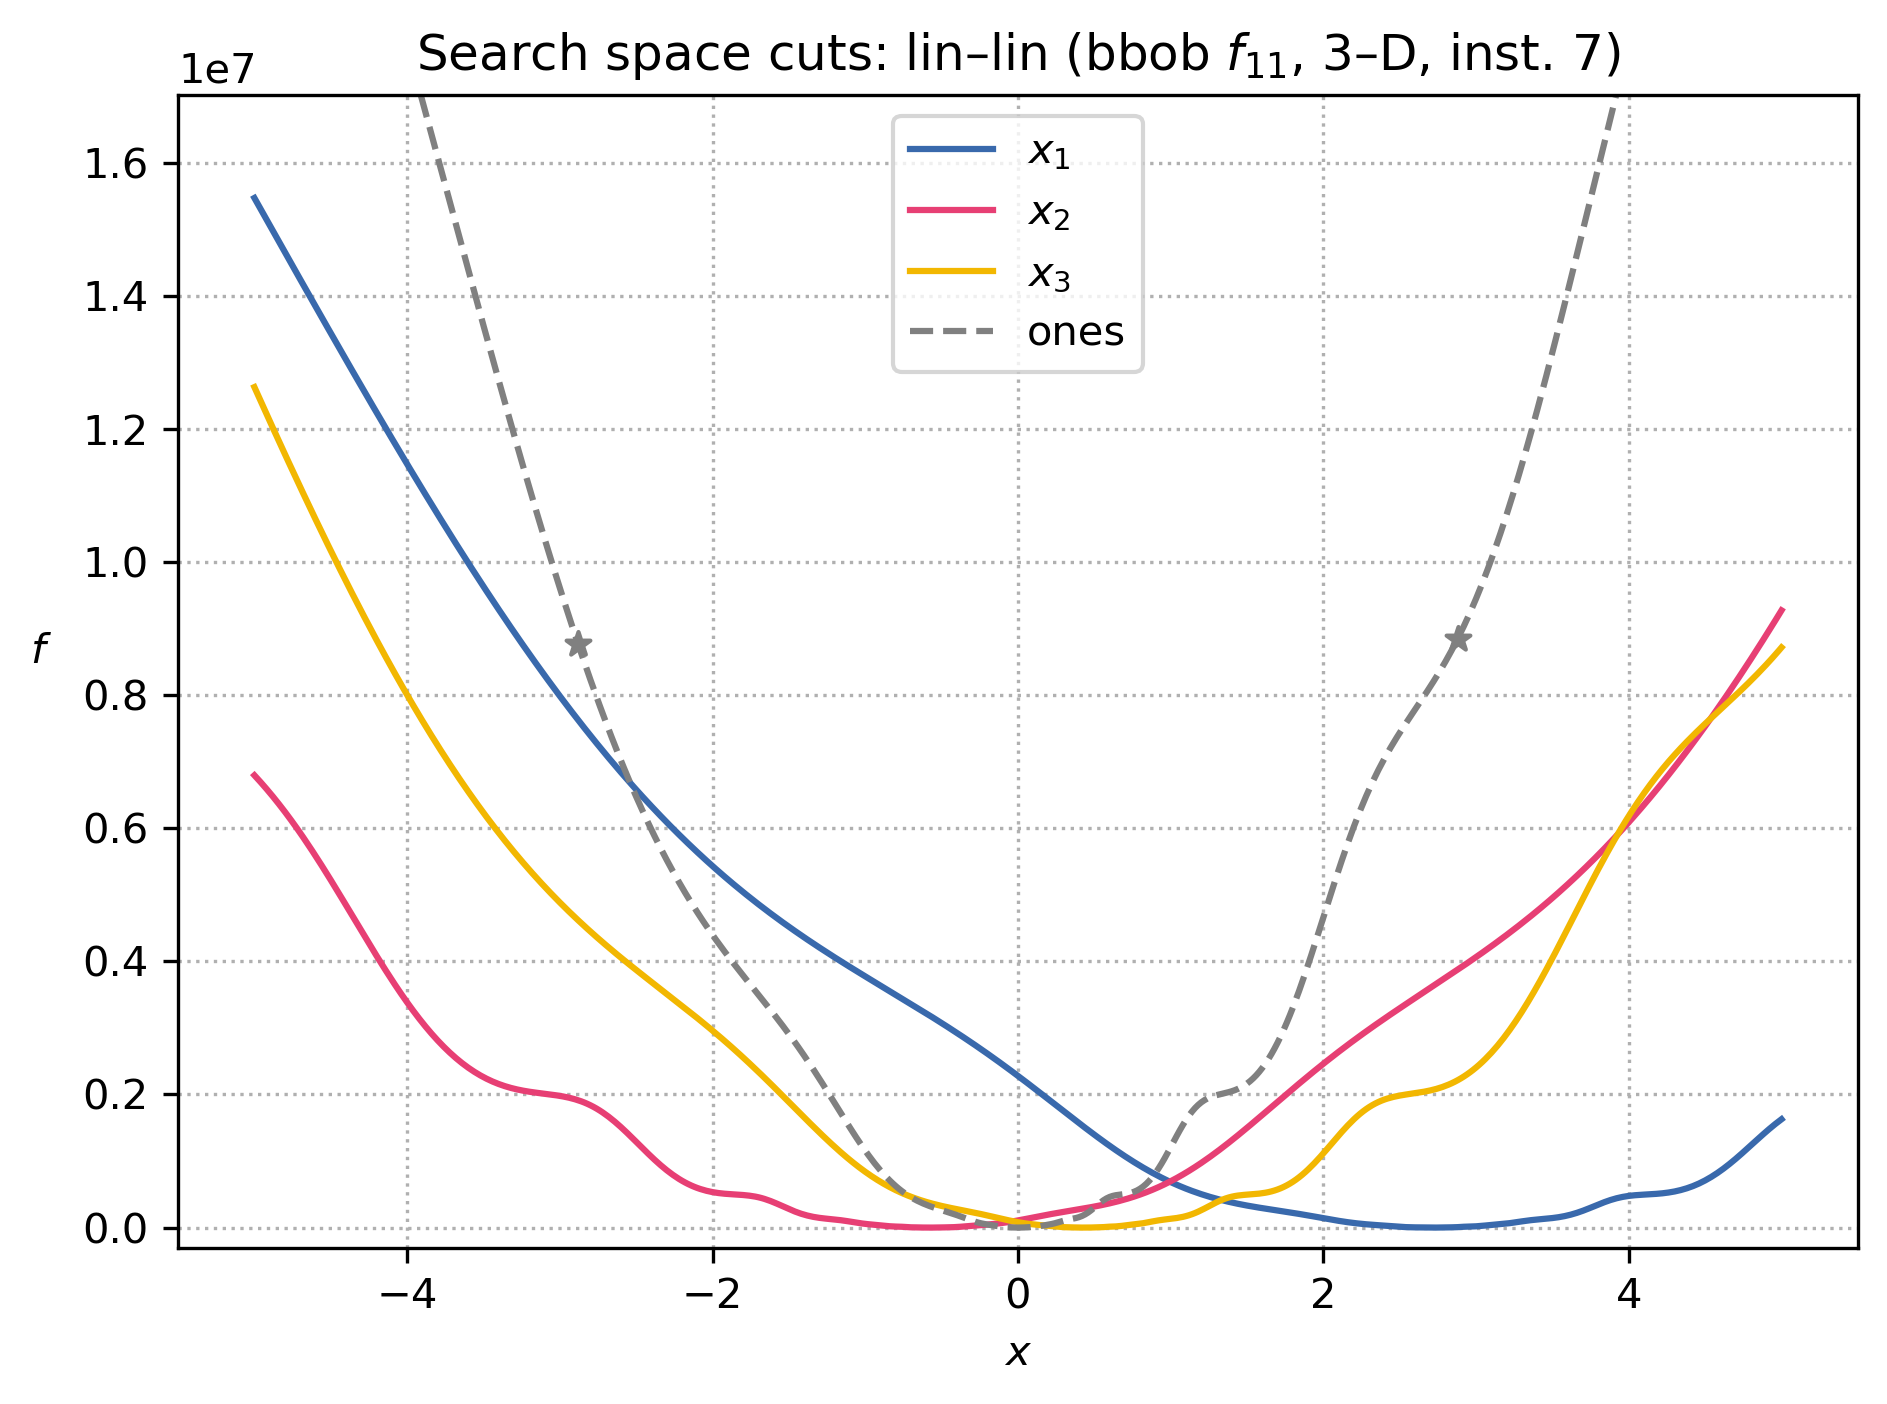 Search space cuts: lin–lin (bbob f₁₁, 3–D, inst. 7)
1e7
x₁
x₂
x₃
ones
1.6
1.4
1.2
1.0
0.8
0.6
0.4
0.2
0.0
f
−4 −2 0 2 4
x